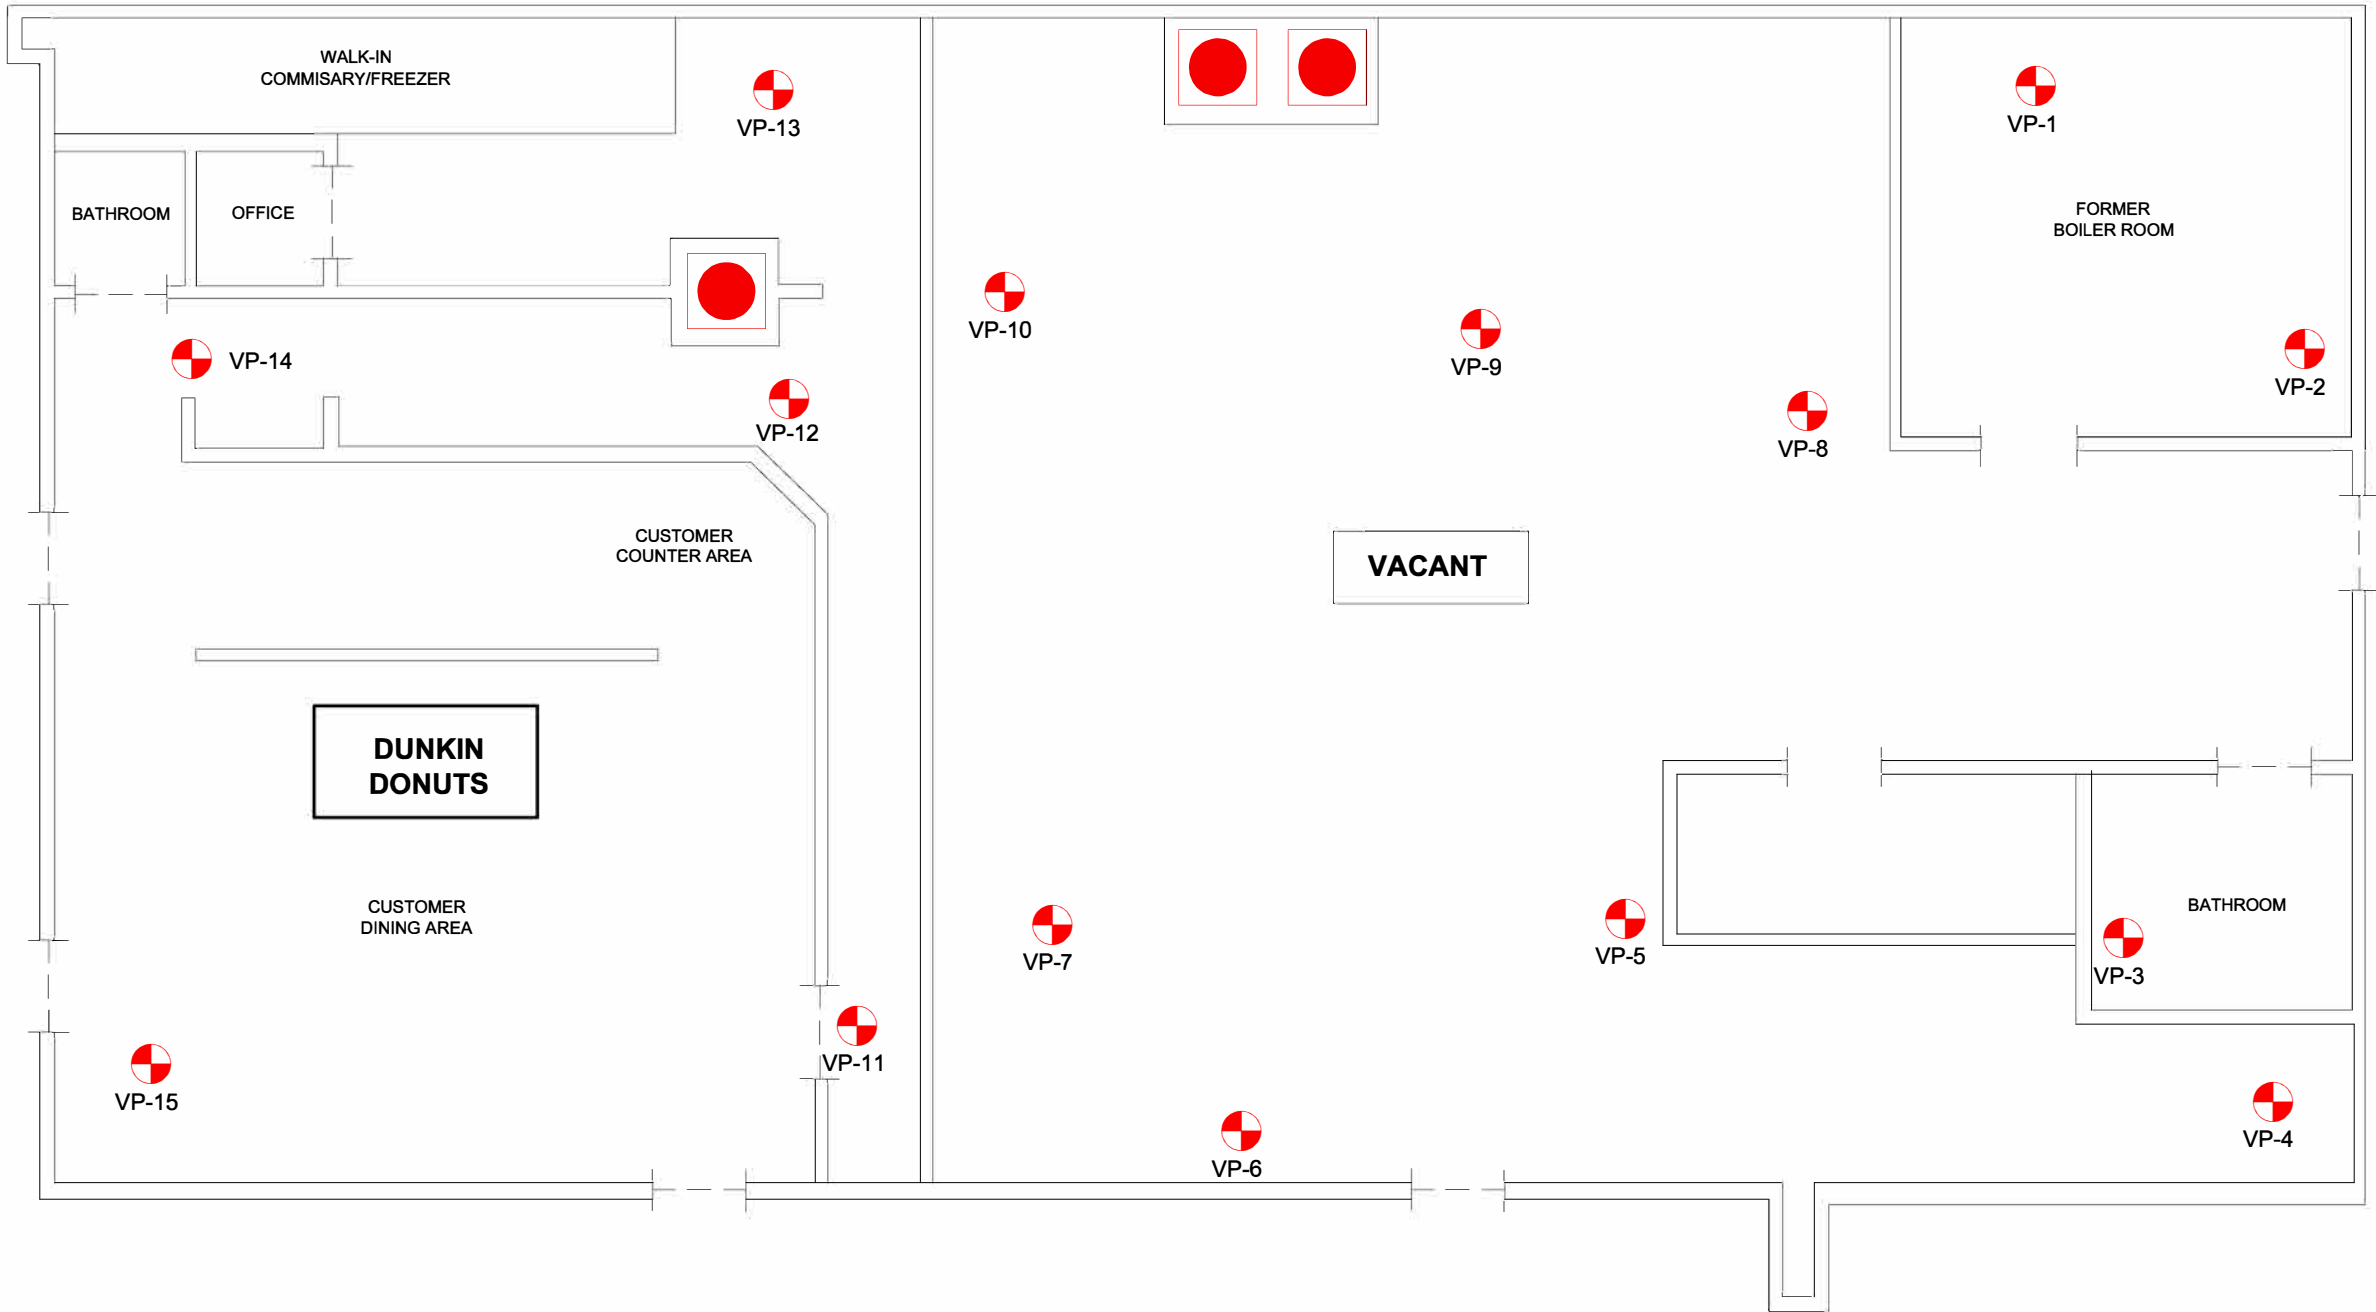 WALK-IN
COMMISARY/FREEZER
VP-13
VP-1
BATHROOM
OFFICE
FORMER
BOILER ROOM
VP-10
VP-9
VP-14
VP-2
VP-12
VP-8
CUSTOMER
COUNTER AREA
VACANT
DUNKIN
DONUTS
CUSTOMER
DINING AREA
BATHROOM
VP-7
VP-5
VP-3
VP-11
VP-15
VP-6
VP-4